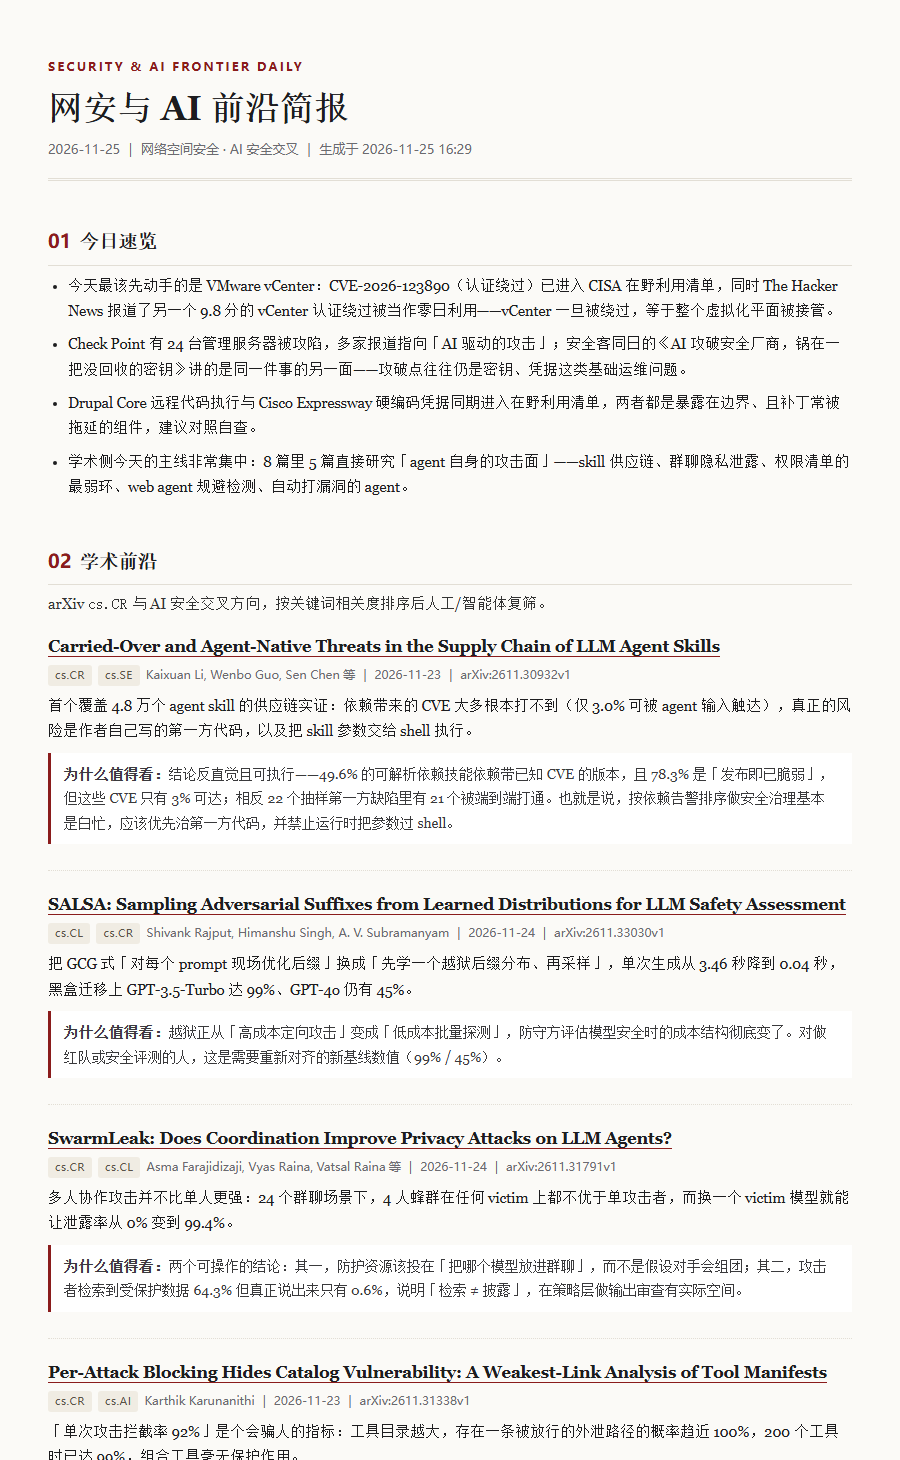 SECURITY & AI FRONTIER DAILY
网安与 AI 前沿简报
2026-11-25 | 网络空间安全 · AI 安全交叉 | 生成于 2026-11-25 16:29
01 今日速览
• 今天最该先动手的是 VMware vCenter：CVE-2026-123890（认证绕过）已进入 CISA 在野利用清单，同时 The Hacker
News 报道了另一个 9.8 分的 vCenter 认证绕过被当作零日利用——vCenter 一旦被绕过，等于整个虚拟化平面被接管。
• Check Point 有 24 台管理服务器被攻陷，多家报道指向「AI 驱动的攻击」；安全客同日的《AI 攻破安全厂商，锅在一
把没回收的密钥》讲的是同一件事的另一面——攻破点往往仍是密钥、凭据这类基础运维问题。
• Drupal Core 远程代码执行与 Cisco Expressway 硬编码凭据同期进入在野利用清单，两者都是暴露在边界、且补丁常被
拖延的组件，建议对照自查。
• 学术侧今天的主线非常集中：8 篇里 5 篇直接研究「agent 自身的攻击面」——skill 供应链、群聊隐私泄露、权限清单的
最弱环、web agent 规避检测、自动打漏洞的 agent。
02 学术前沿
arXiv cs.CR 与 AI 安全交叉方向，按关键词相关度排序后人工/智能体复筛。
Carried-Over and Agent-Native Threats in the Supply Chain of LLM Agent Skills
cs.CR cs.SE Kaixuan Li, Wenbo Guo, Sen Chen 等 | 2026-11-23 | arXiv:2611.30932v1
首个覆盖 4.8 万个 agent skill 的供应链实证：依赖带来的 CVE 大多根本打不到（仅 3.0% 可被 agent 输入触达），真正的风
险是作者自己写的第一方代码，以及把 skill 参数交给 shell 执行。
为什么值得看：结论反直觉且可执行——49.6% 的可解析依赖技能依赖带已知 CVE 的版本，且 78.3% 是「发布即已脆弱」，
但这些 CVE 只有 3% 可达；相反 22 个抽样第一方缺陷里有 21 个被端到端打通。也就是说，按依赖告警排序做安全治理基本
是白忙，应该优先治第一方代码，并禁止运行时把参数过 shell。
SALSA: Sampling Adversarial Suffixes from Learned Distributions for LLM Safety Assessment
cs.CL cs.CR Shivank Rajput, Himanshu Singh, A. V. Subramanyam | 2026-11-24 | arXiv:2611.33030v1
把 GCG 式「对每个 prompt 现场优化后缀」换成「先学一个越狱后缀分布、再采样」，单次生成从 3.46 秒降到 0.04 秒，
黑盒迁移上 GPT-3.5-Turbo 达 99%、GPT-4o 仍有 45%。
为什么值得看：越狱正从「高成本定向攻击」变成「低成本批量探测」，防守方评估模型安全时的成本结构彻底变了。对做
红队或安全评测的人，这是需要重新对齐的新基线数值（99% / 45%）。
SwarmLeak: Does Coordination Improve Privacy Attacks on LLM Agents?
cs.CR cs.CL Asma Farajidizaji, Vyas Raina, Vatsal Raina 等 | 2026-11-24 | arXiv:2611.31791v1
多人协作攻击并不比单人更强：24 个群聊场景下，4 人蜂群在任何 victim 上都不优于单攻击者，而换一个 victim 模型就能
让泄露率从 0% 变到 99.4%。
为什么值得看：两个可操作的结论：其一，防护资源该投在「把哪个模型放进群聊」，而不是假设对手会组团；其二，攻击
者检索到受保护数据 64.3% 但真正说出来只有 0.6%，说明「检索 ≠ 披露」，在策略层做输出审查有实际空间。
Per-Attack Blocking Hides Catalog Vulnerability: A Weakest-Link Analysis of Tool Manifests
cs.CR cs.AI Karthik Karunanithi | 2026-11-23 | arXiv:2611.31338v1
「单次攻击拦截率 92%」是个会骗人的指标：工具目录越大，存在一条被放行的外泄路径的概率趋近 100%，200 个工具
时已达 99%，组合工具毫无保护作用。